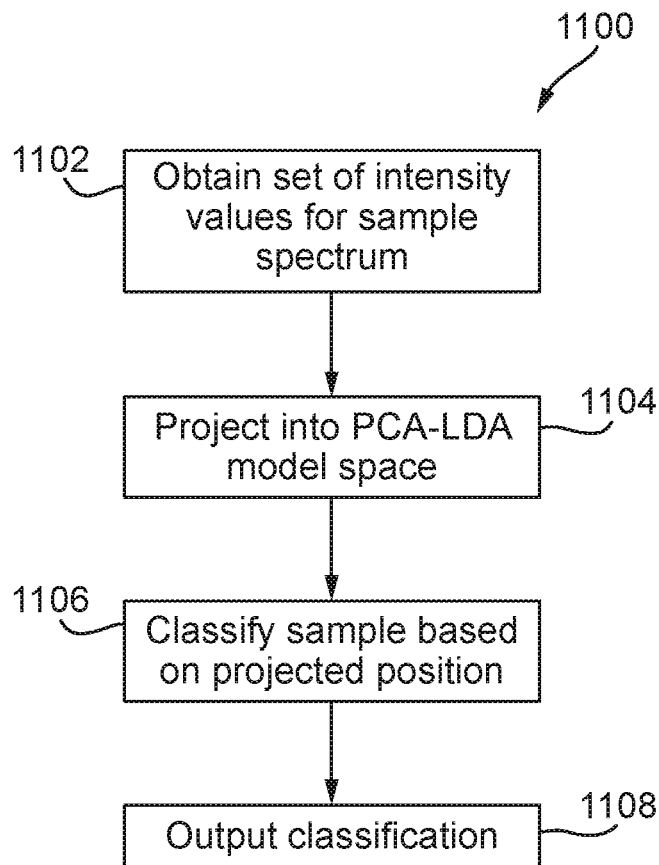 1100
1102
Obtain set of intensity
values for sample
spectrum
1104
Project into PCA-LDA
model space
1106
Classify sample based
on projected position
1108
Output classification